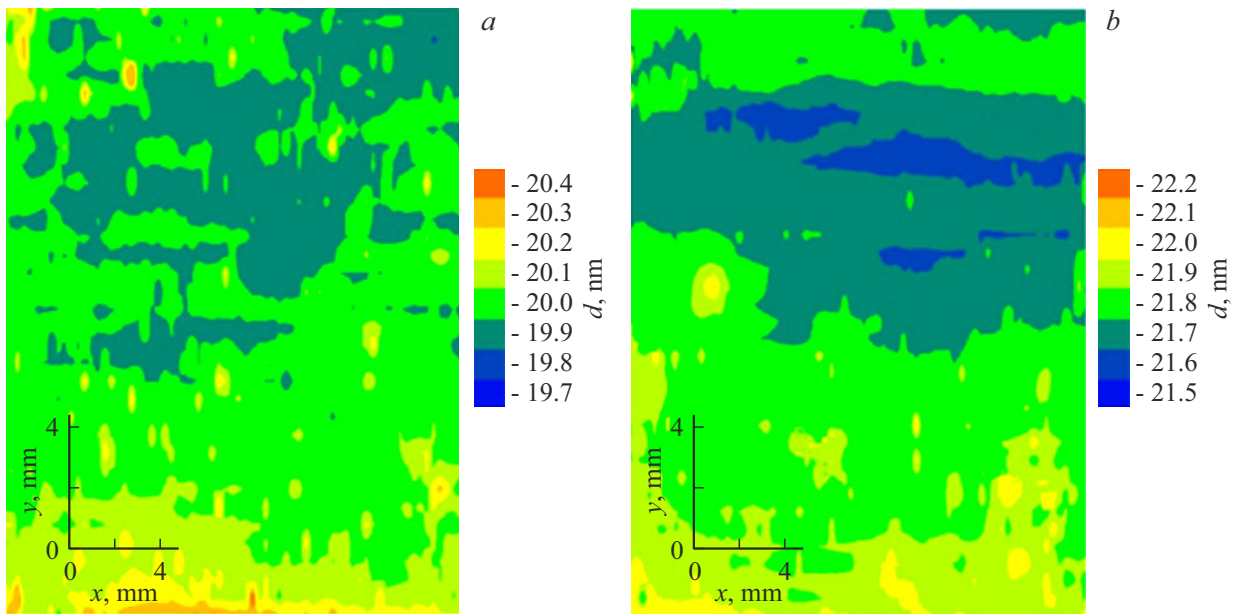 a
- 20.4
- 20.3
- 20.2
- 20.1
- 20.0
- 19.9
- 19.8
- 19.7
d, nm
4
0
y, mm
0 4
x, mm
b
- 22.2
- 22.1
- 22.0
- 21.9
- 21.8
- 21.7
- 21.6
- 21.5
d, nm
4
0
y, mm
0 4
x, mm